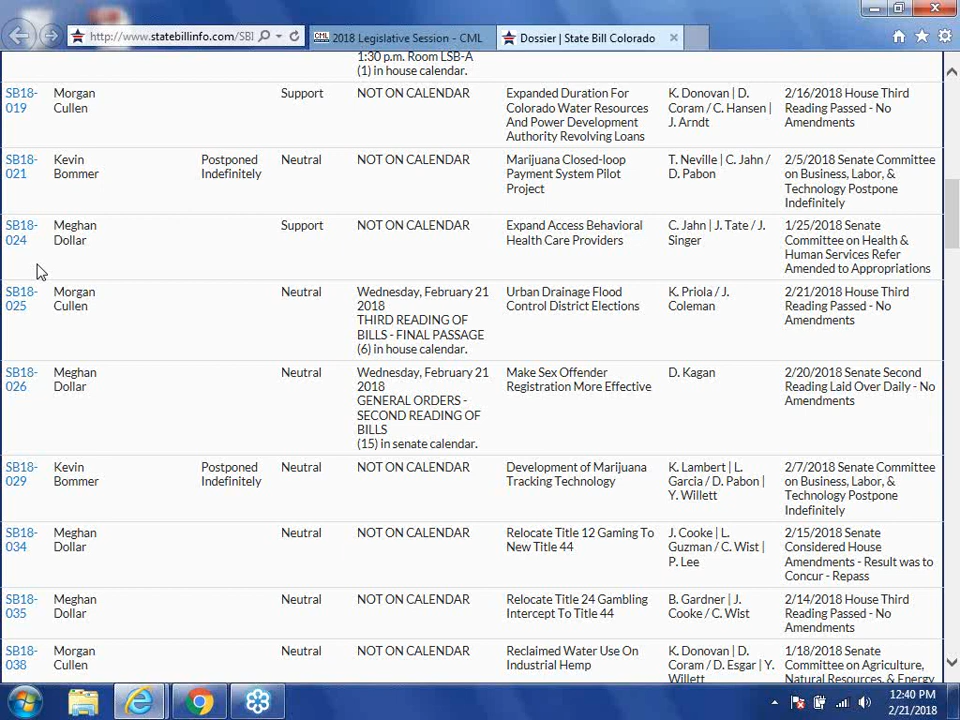 http://www.statebillinfo.com/SBI
2018 Legislative Session - CML
Dossier | State Bill Colorado
1:30 p.m. Room LSB-A
(1) in house calendar.
SB18-
019
Morgan
Cullen
Support
NOT ON CALENDAR
Expanded Duration For
Colorado Water Resources
And Power Development
Authority Revolving Loans
K. Donovan | D.
Coram / C. Hansen |
J. Arndt
2/16/2018 House Third
Reading Passed - No
Amendments
SB18-
021
Kevin
Bommer
Postponed
Indefinitely
Neutral
NOT ON CALENDAR
Marijuana Closed-loop
Payment System Pilot
Project
T. Neville | C. Jahn /
D. Pabon
2/5/2018 Senate Committee
on Business, Labor, &
Technology Postpone
Indefinitely
SB18-
024
Meghan
Dollar
Support
NOT ON CALENDAR
Expand Access Behavioral
Health Care Providers
C. Jahn | J. Tate / J.
Singer
1/25/2018 Senate
Committee on Health &
Human Services Refer
Amended to Appropriations
SB18-
025
Morgan
Cullen
Neutral
Wednesday, February 21
2018
THIRD READING OF
BILLS - FINAL PASSAGE
(6) in house calendar.
Urban Drainage Flood
Control District Elections
K. Priola / J.
Coleman
2/21/2018 House Third
Reading Passed - No
Amendments
SB18-
026
Meghan
Dollar
Neutral
Wednesday, February 21
2018
GENERAL ORDERS -
SECOND READING OF
BILLS
(15) in senate calendar.
Make Sex Offender
Registration More Effective
D. Kagan
2/20/2018 Senate Second
Reading Laid Over Daily - No
Amendments
SB18-
029
Kevin
Bommer
Postponed
Indefinitely
Neutral
NOT ON CALENDAR
Development of Marijuana
Tracking Technology
K. Lambert | L.
Garcia / D. Pabon |
Y. Willett
2/7/2018 Senate Committee
on Business, Labor, &
Technology Postpone
Indefinitely
SB18-
034
Meghan
Dollar
Neutral
NOT ON CALENDAR
Relocate Title 12 Gaming To
New Title 44
J. Cooke | L.
Guzman / C. Wist |
P. Lee
2/15/2018 Senate
Considered House
Amendments - Result was to
Concur - Repass
SB18-
035
Meghan
Dollar
Neutral
NOT ON CALENDAR
Relocate Title 24 Gambling
Intercept To Title 44
B. Gardner | J.
Cooke / C. Wist
2/14/2018 House Third
Reading Passed - No
Amendments
SB18-
038
Morgan
Cullen
Neutral
NOT ON CALENDAR
Reclaimed Water Use On
Industrial Hemp
K. Donovan | D.
Coram / D. Esgar | Y.
Willett
1/18/2018 Senate
Committee on Agriculture,
Natural Resources, & Energy
12:40 PM
2/21/2018